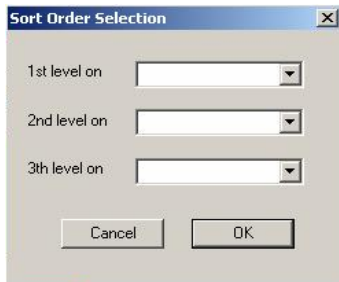 Sort Order Selection
1st level on
2nd level on
3th level on
Cancel OK